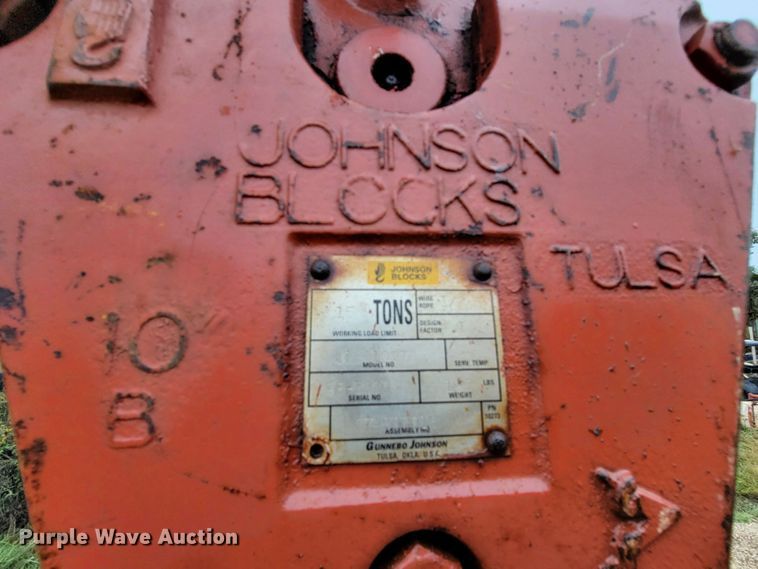 JOHNSON
BLOCKS
TULSA
10
B
JOHNSON
BLOCKS
TONS
WORKING LOAD LIMIT
WIRE
ROPE
DESIGN
FACTOR
MODEL NO
SERV. TEMP.
SERIAL NO
LBS
WEIGHT
ASSEMBLY NO
PN
GUNNEBO JOHNSON
TULSA, OKLA. U.S.A.
Purple Wave Auction